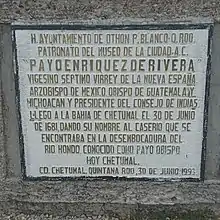 H. AYUNTAMIENTO DE OTHON P. BLANCO Q. ROO.
PATRONATO DEL MUSEO DE LA CIUDAD A.C.
PAYO ENRIQUEZ DE RIVERA
VIGESIMO SEPTIMO VIRREY DE LA NUEVA ESPAÑA
ARZOBISPO DE MEXICO OBISPO DE GUATEMALA Y
MICHOACAN Y PRESIDENTE DEL CONSEJO DE INDIAS
LLEGO A LA BAHIA DE CHETUMAL EL 30 DE JUNIO
DE 1681, DANDO SU NOMBRE AL CASERIO QUE SE
ENCONTRABA EN LA DESEMBOCADURA DEL
RIO HONDO CONOCIDO COMO PAYO OBISPO
HOY CHETUMAL.
CD. CHETUMAL, QUINTANA ROO, 30 DE JUNIO 1993